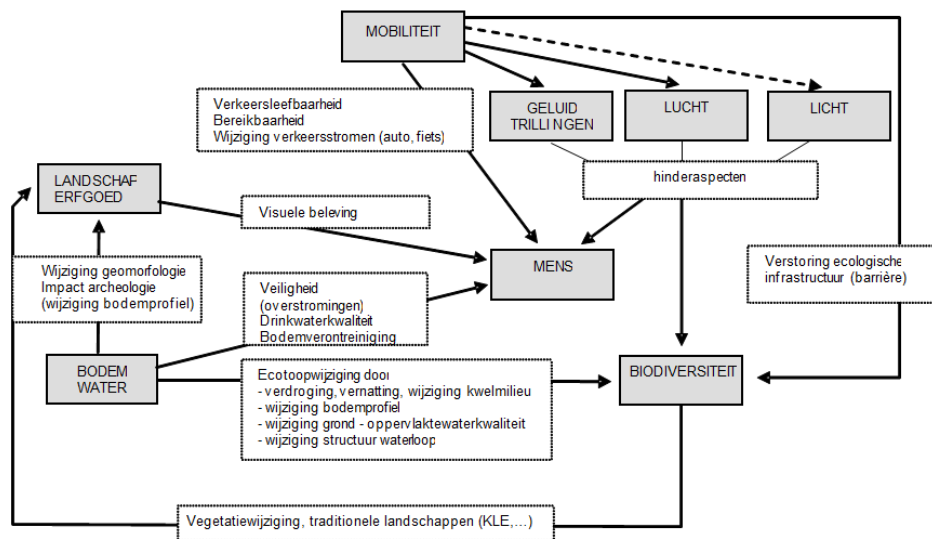 MOBILITEIT
Verkeersleefbaarheid
Bereikbaarheid
Wijziging verkeersstromen (auto, fiets)
GELUID
TRILLINGEN
LUCHT
LICHT
hinderaspecten
LANDSCHAF
ERFGOED
Visuele beleving
MENS
Verstoring ecologische
infrastructuur (barrière)
Wijziging geomorfologie
Impact archeologie
(wijziging bodemprofiel)
Veiligheid
(overstromingen)
Drinkwaterkwaliteit
Bodemverontreiniging
BODEM
WATER
Ecotoopwijziging door
- verdroging, vernatting, wijziging kwelmilieu
- wijziging bodemprofiel
- wijziging grond - oppervlaktewaterkwaliteit
- wijziging structuur waterloop
BIODIVERSITEIT
Vegetatiewijziging, traditionele landschappen (KLE,...)